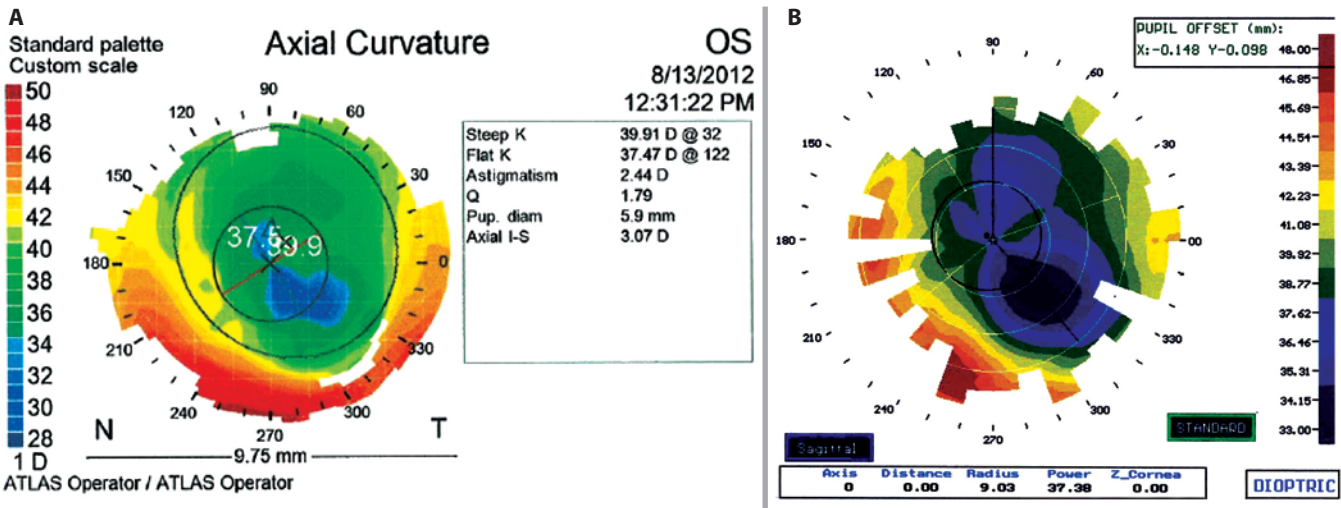 A
Standard palette
Custom scale
Axial Curvature
OS
8/13/2012
12:31:22 PM
50
48
46
44
42
40
38
36
34
32
30
28
1 D
90
120
60
150
30
180
0
210
330
240
300
270
37.5
39.9
N
T
9.75 mm
Steep K 39.91 D @ 32
Flat K 37.47 D @ 122
Astigmatism 2.44 D
Q 1.79
Pup. diam 5.9 mm
Axial I-S 3.07 D
ATLAS Operator / ATLAS Operator
B
PUPIL OFFSET (mm):
X:-0.148 Y-0.098
90
120
60
150
30
180
00
210
240
300
270
48.00
46.85
45.69
44.54
43.39
42.23
41.08
39.92
38.77
37.62
36.46
35.31
34.15
33.00
STANDARD
Sagittal
Axis Distance Radius Power Z_Cornea
0 0.00 9.03 37.38 0.00
DIOPTRIC